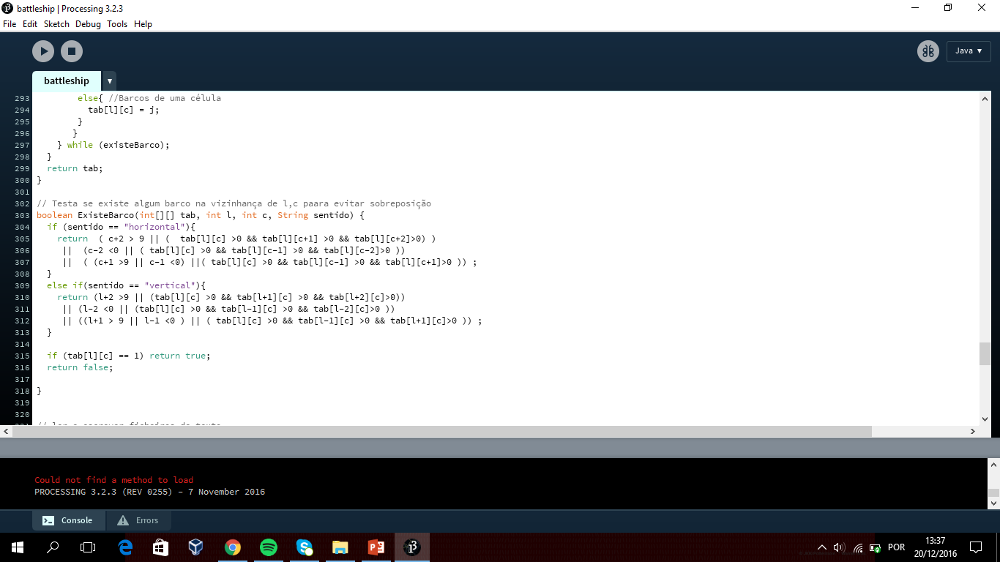 battleship | Processing 3.2.3
File Edit Sketch Debug Tools Help
Java ▼
battleship ▼
293 else{ //Barcos de uma célula
294 tab[l][c] = j;
295 }
296 }
297 } while (existeBarco);
298 }
299 return tab;
300 }
301
302 // Testa se existe algum barco na vizinhança de l,c paara evitar sobreposição
303 boolean ExisteBarco(int[][] tab, int l, int c, String sentido) {
304 if (sentido == "horizontal"){
305 return ( c+2 > 9 || ( tab[l][c] >0 && tab[l][c+1] >0 && tab[l][c+2]>0) )
306 || (c-2 <0 || ( tab[l][c] >0 && tab[l][c-1] >0 && tab[l][c-2]>0 ))
307 || ( (c+1 >9 || c-1 <0) ||( tab[l][c] >0 && tab[l][c-1] >0 && tab[l][c+1]>0 )) ;
308 }
309 else if(sentido == "vertical"){
310 return (l+2 >9 || (tab[l][c] >0 && tab[l+1][c] >0 && tab[l+2][c]>0))
311 || (l-2 <0 || (tab[l][c] >0 && tab[l-1][c] >0 && tab[l-2][c]>0 ))
312 || ((l+1 > 9 || l-1 <0 ) || ( tab[l][c] >0 && tab[l-1][c] >0 && tab[l+1][c]>0 )) ;
313 }
314
315 if (tab[l][c] == 1) return true;
316 return false;
317
318 }
319
320
321 // ler e escrever ficheiros de texto
Could not find a method to load
PROCESSING 3.2.3 (REV 0255) – 7 November 2016
Console Errors
POR
13:37
20/12/2016